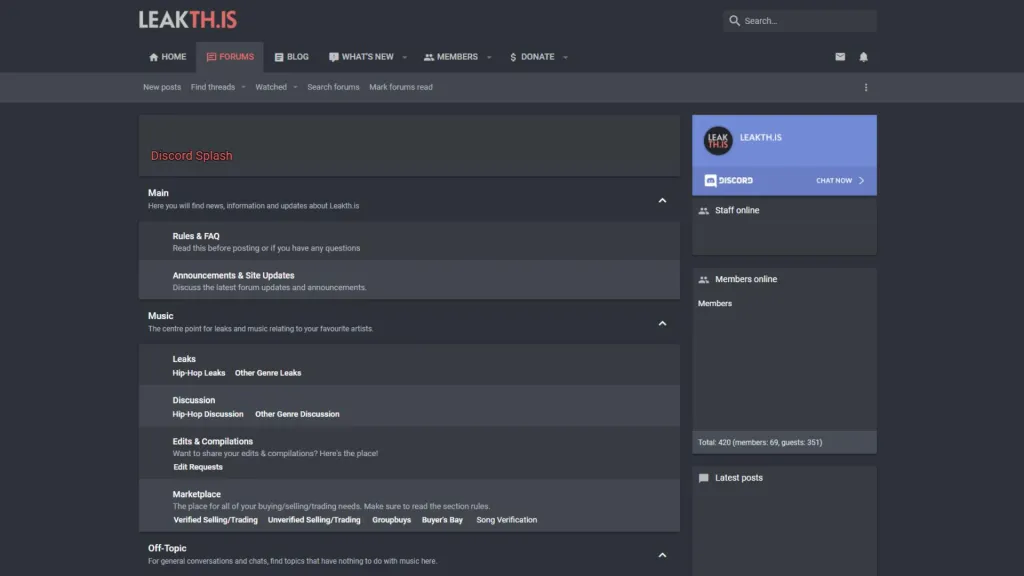 LEAKTH.IS
Search...
HOME FORUMS BLOG WHAT'S NEW MEMBERS DONATE
New posts Find threads Watched Search forums Mark forums read
Discord Splash
LEAK TH.IS
LEAKTH.IS
DISCORD CHAT NOW
Main
Here you will find news, information and updates about Leakth.is
Rules & FAQ
Read this before posting or if you have any questions
Announcements & Site Updates
Discuss the latest forum updates and announcements.
Music
The centre point for leaks and music relating to your favourite artists.
Leaks
Hip-Hop Leaks Other Genre Leaks
Discussion
Hip-Hop Discussion Other Genre Discussion
Edits & Compilations
Want to share your edits & compilations? Here's the place!
Edit Requests
Marketplace
The place for all of your buying/selling/trading needs. Make sure to read the section rules.
Verified Selling/Trading Unverified Selling/Trading Groupbuys Buyer's Bay Song Verification
Off-Topic
For general conversations and chats, find topics that have nothing to do with music here.
Staff online
Members online
Members
Total: 420 (members: 69, guests: 351)
Latest posts